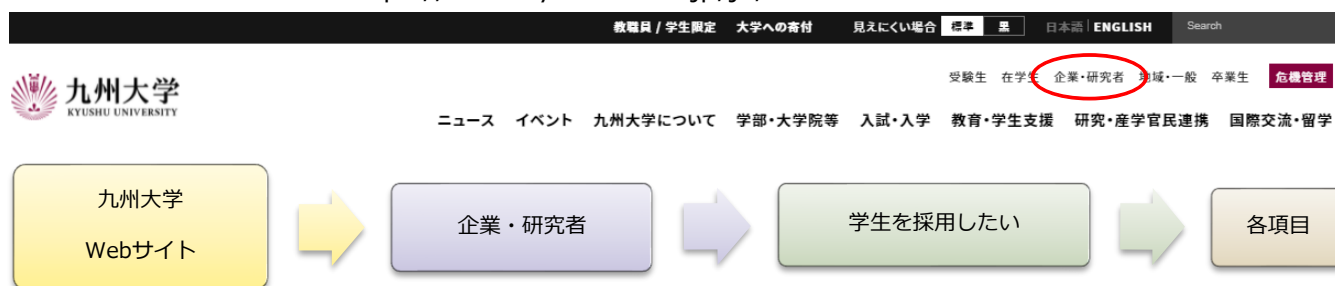 教職員 / 学生限定 大学への寄付 見えにくい場合 標準 黒 日本語 ENGLISH Search
受験生 在学生 企業・研究者 地域・一般 卒業生 危機管理
九州大学
KYUSHU UNIVERSITY
ニュース イベント 九州大学について 学部・大学院等 入試・入学 教育・学生支援 研究・産学官民連携 国際交流・留学
九州大学
Webサイト
企業・研究者
学生を採用したい
各項目